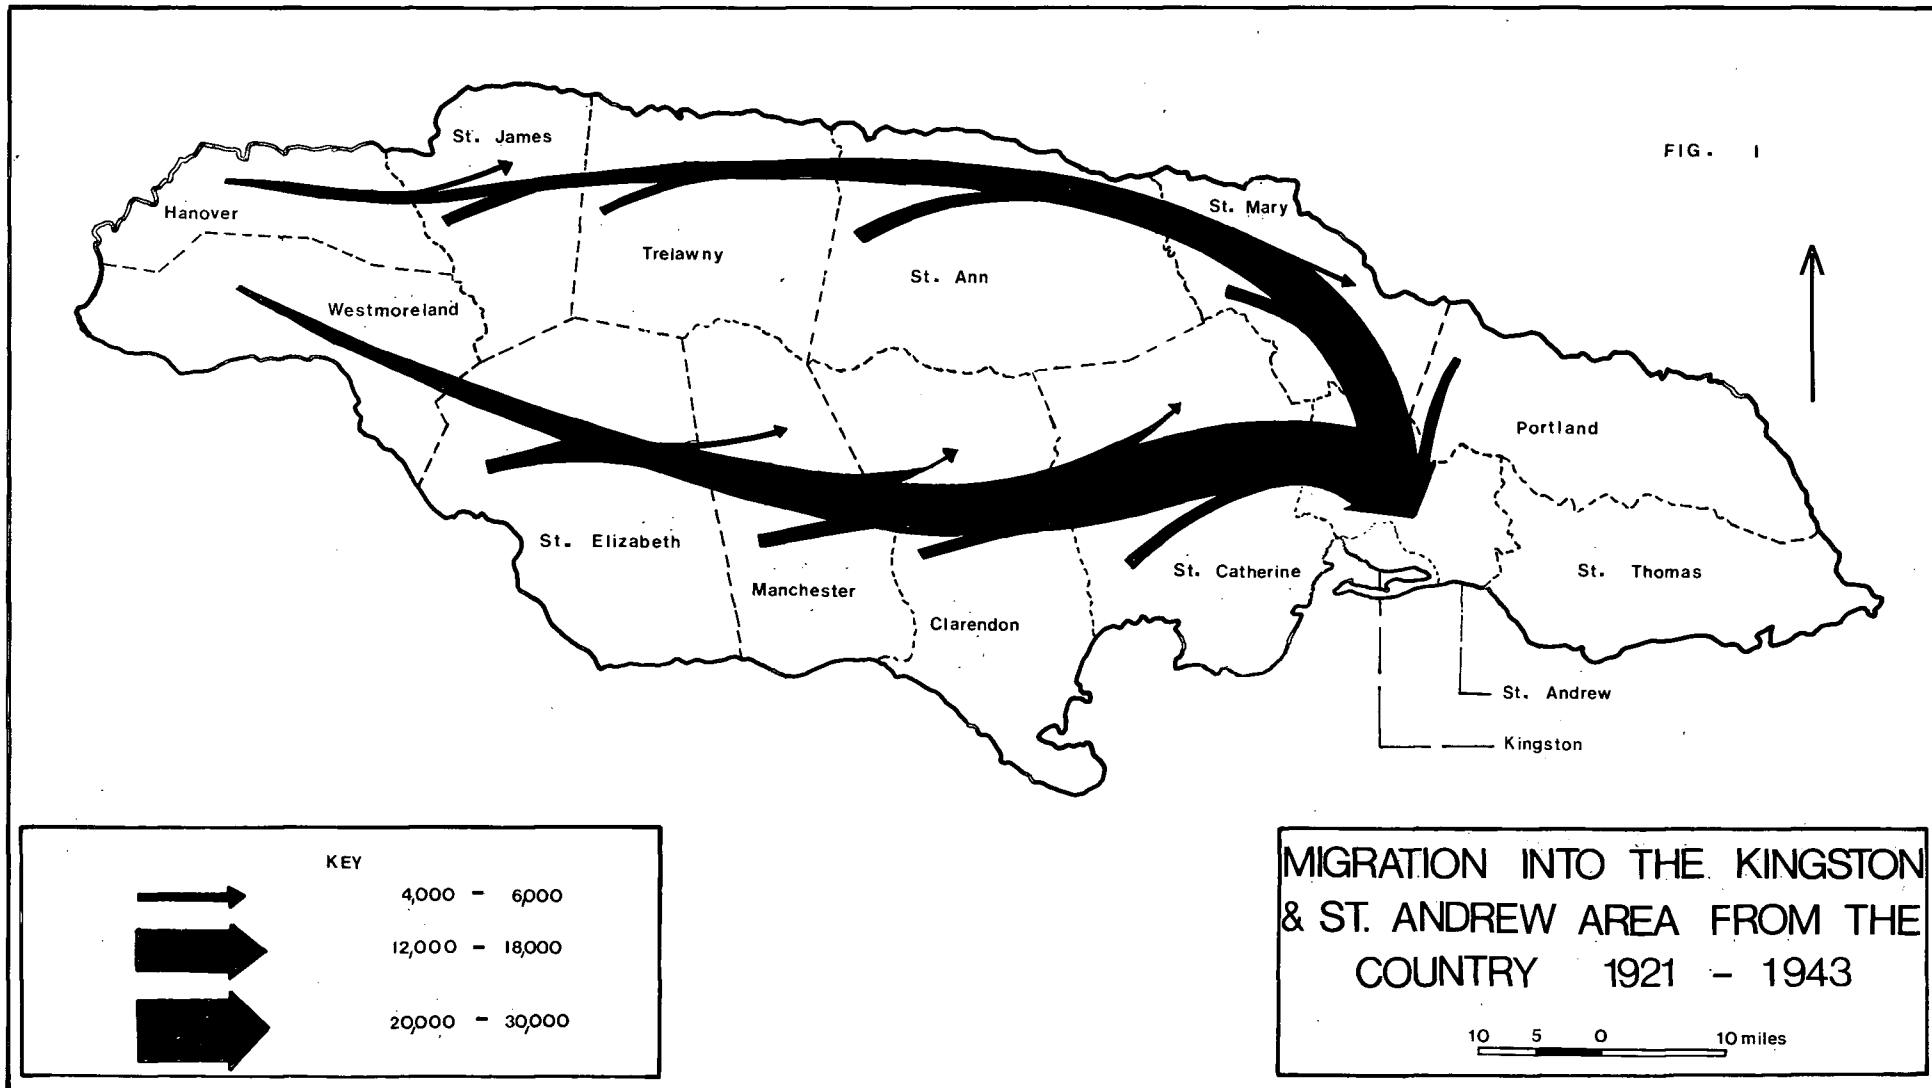 FIG. 1
St. James
Hanover
St. Mary
Trelawny
St. Ann
Westmoreland
Portland
St. Elizabeth
St. Catherine
St. Thomas
Manchester
Clarendon
St. Andrew
Kingston
KEY
4,000 - 6,000
12,000 - 18,000
20,000 - 30,000
MIGRATION INTO THE KINGSTON
& ST. ANDREW AREA FROM THE
COUNTRY 1921 - 1943
10 5 0 10 miles